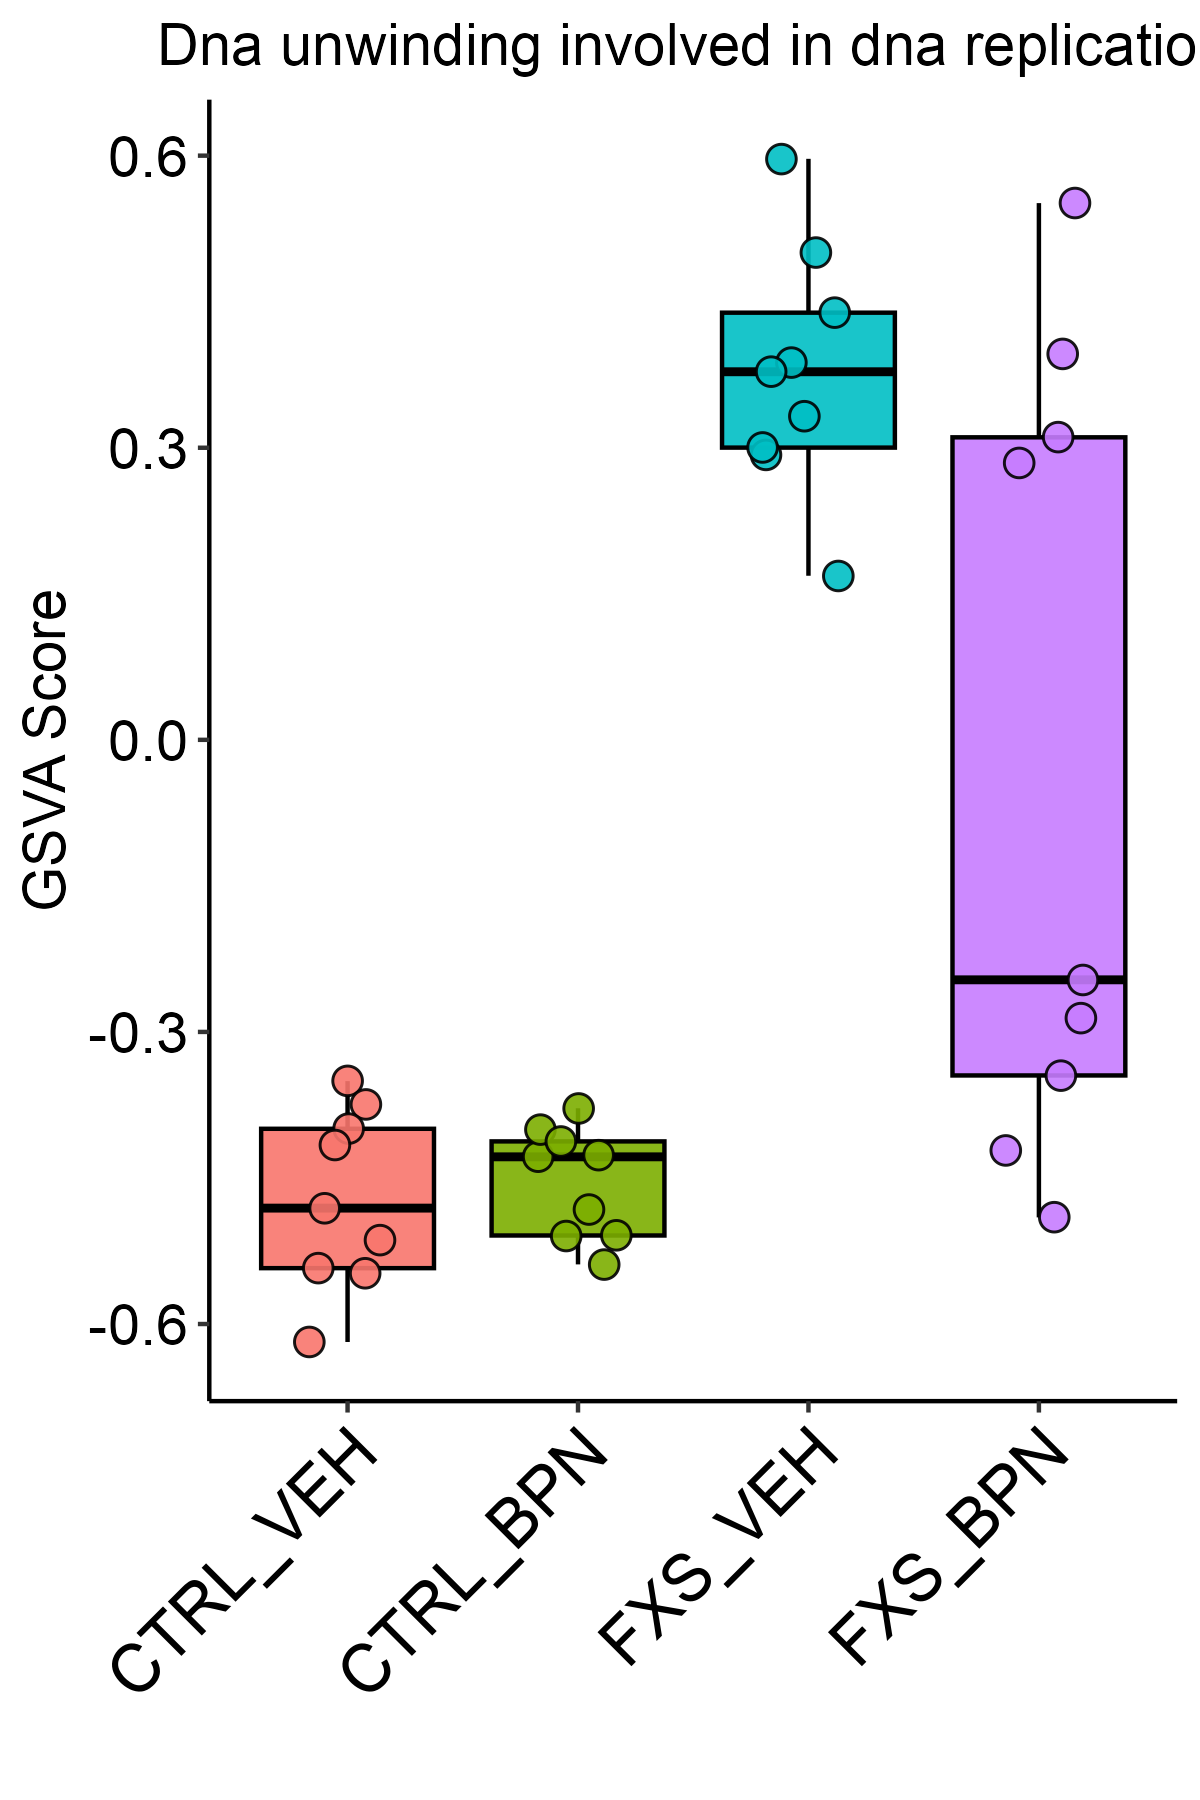 Dna unwinding involved in dna replicatio
GSVA Score
0.6
0.3
0.0
-0.3
-0.6
CTRL_VEH
CTRL_BPN
FXS_VEH
FXS_BPN